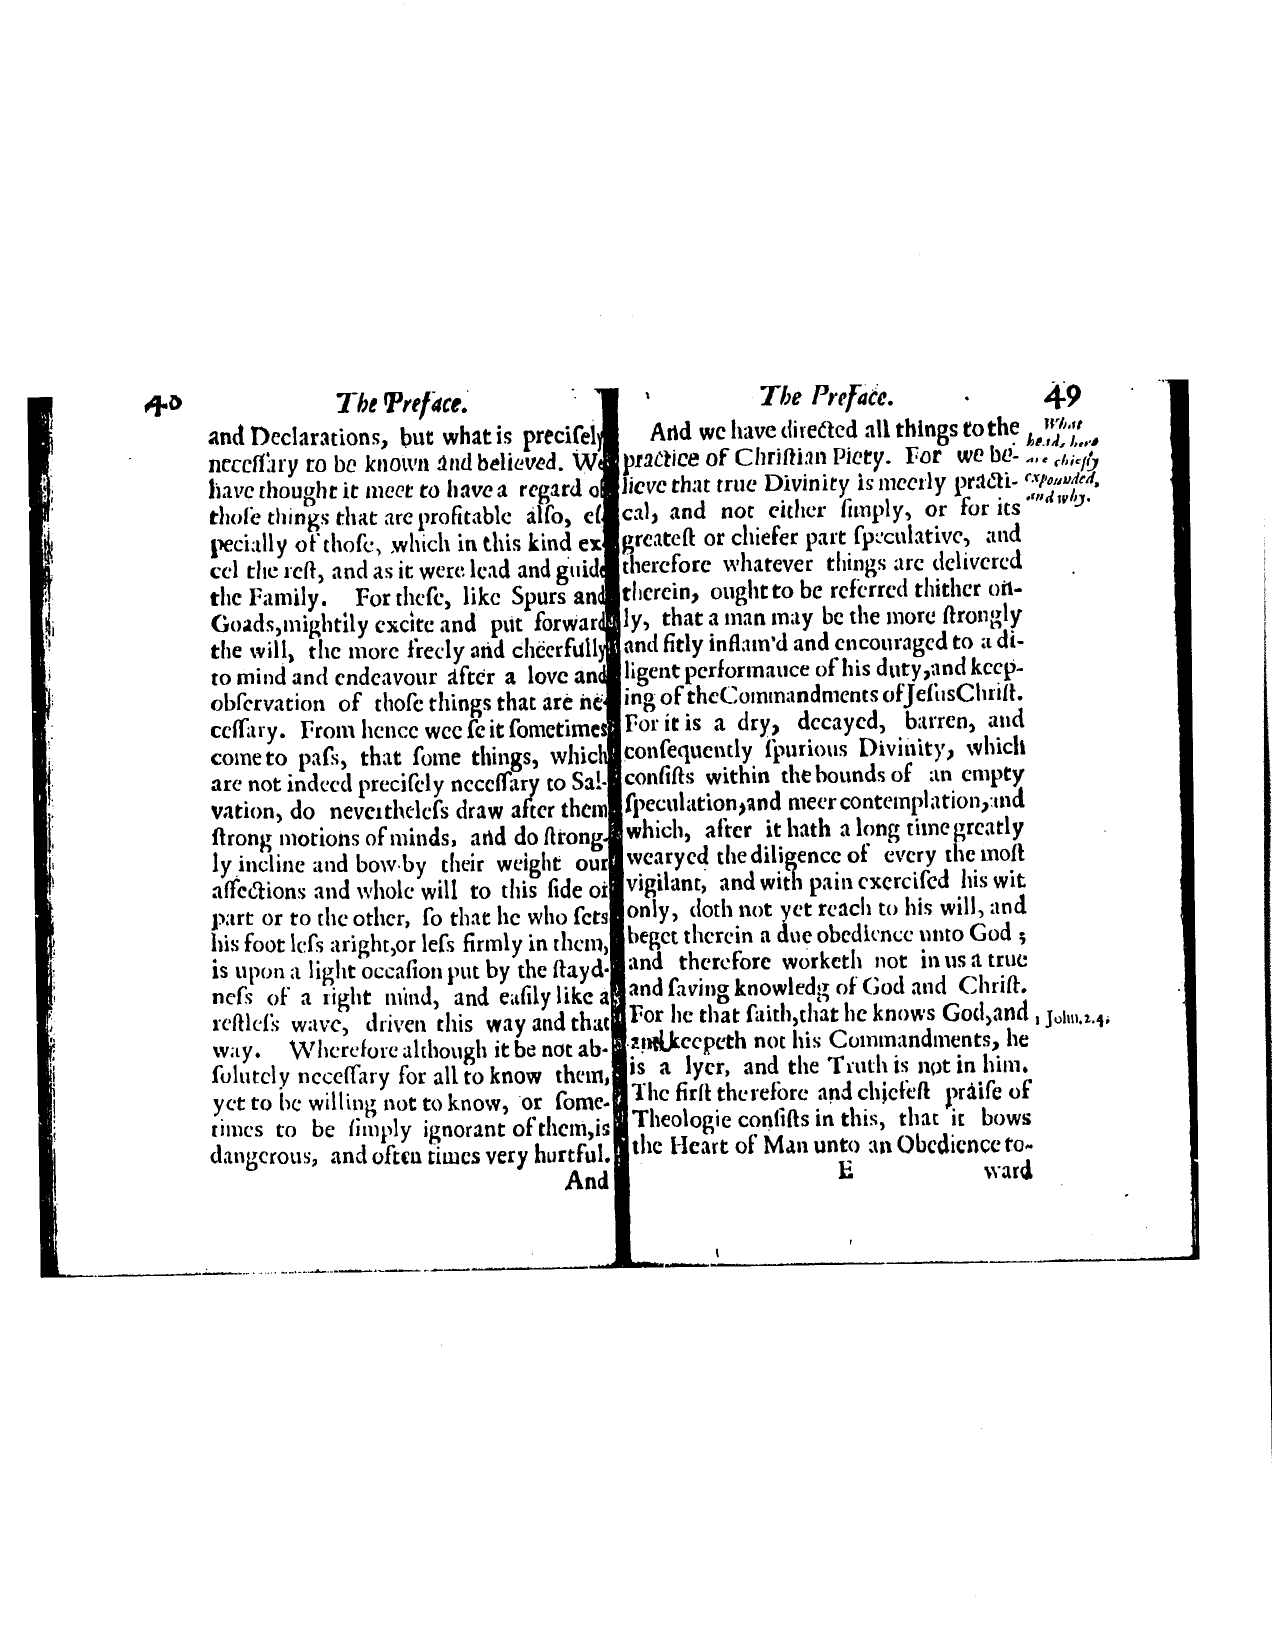 40 The Preface.
and Declarations, but what is preciſely
neceſſary to be known and believed. We
have thought it meet to have a regard of
thoſe things that are profitable alſo, eſ-
pecially of thoſe, which in this kind ex-
cel the reſt, and as it were lead and guide
the Family. For theſe, like Spurs and
Goads, mightily excite and put forward
the will, the more freely and cheerfully
to mind and endeavour after a love and
obſervation of thoſe things that are ne-
ceſſary. From hence wee ſe it ſometimes
come to paſs, that ſome things, which
are not indeed preciſely neceſſary to Sal-
vation, do nevertheleſs draw after them
ſtrong motions of minds, and do ſtrong-
ly incline and bow by their weight our
affections and whole will to this ſide or
part or to the other, ſo that he who ſets
his foot leſs aright, or leſs firmly in them,
is upon a light occaſion put by the ſtayd-
neſs of a right mind, and eaſily like a
reſtleſs wave, driven this way and that
way. Wherefore although it be not ab-
ſolutely neceſſary for all to know them,
yet to be willing not to know, or ſome-
times to be ſimply ignorant of them, is
dangerous, and often times very hurtful.
And
The Preface. 49
And we have directed all things to the
practice of Chriſtian Piety. For we be-
lieve that true Divinity is meerly practi-
cal, and not either ſimply, or for its
greateſt or chiefer part ſpeculative, and
therefore whatever things are delivered
therein, ought to be referred thither on-
ly, that a man may be the more ſtrongly
and fitly inflam'd and encouraged to a di-
ligent performance of his duty, and keep-
ing of the Commandments of Jeſus Chriſt.
For it is a dry, decayed, barren, and
conſequently ſpurious Divinity, which
conſiſts within the bounds of an empty
ſpeculation, and meer contemplation, and
which, after it hath a long time greatly
wearyed the diligence of every the moſt
vigilant, and with pain exerciſed his wit
only, doth not yet reach to his will, and
beget therein a due obedience unto God;
and therefore worketh not in us a true
and ſaving knowledg of God and Chriſt.
For he that ſaith, that he knows God, and
keepeth not his Commandments, he
is a lyer, and the Truth is not in him.
The firſt therefore and chiefeſt praiſe of
Theologie conſiſts in this, that it bows
the Heart of Man unto an Obedience to-
E ward
What
head, here
are chiefly
expounded,
and why.
1 John. 2. 4.